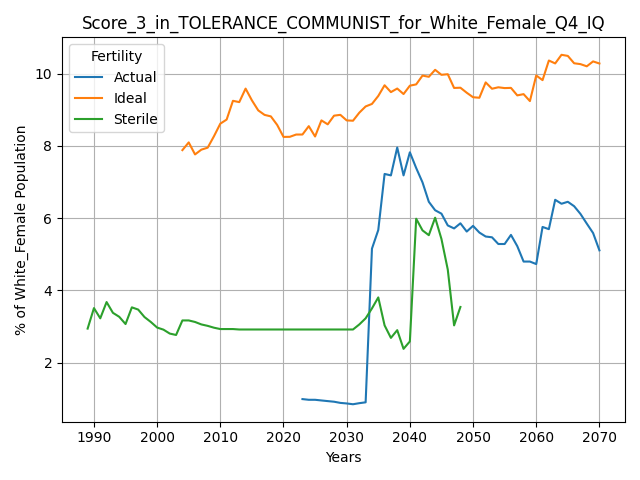 Score_3_in_TOLERANCE_COMMUNIST_for_White_Female_Q4_IQ
Fertility
Actual
Ideal
Sterile
% of White_Female Population
10
8
6
4
2
1990 2000 2010 2020 2030 2040 2050 2060 2070
Years